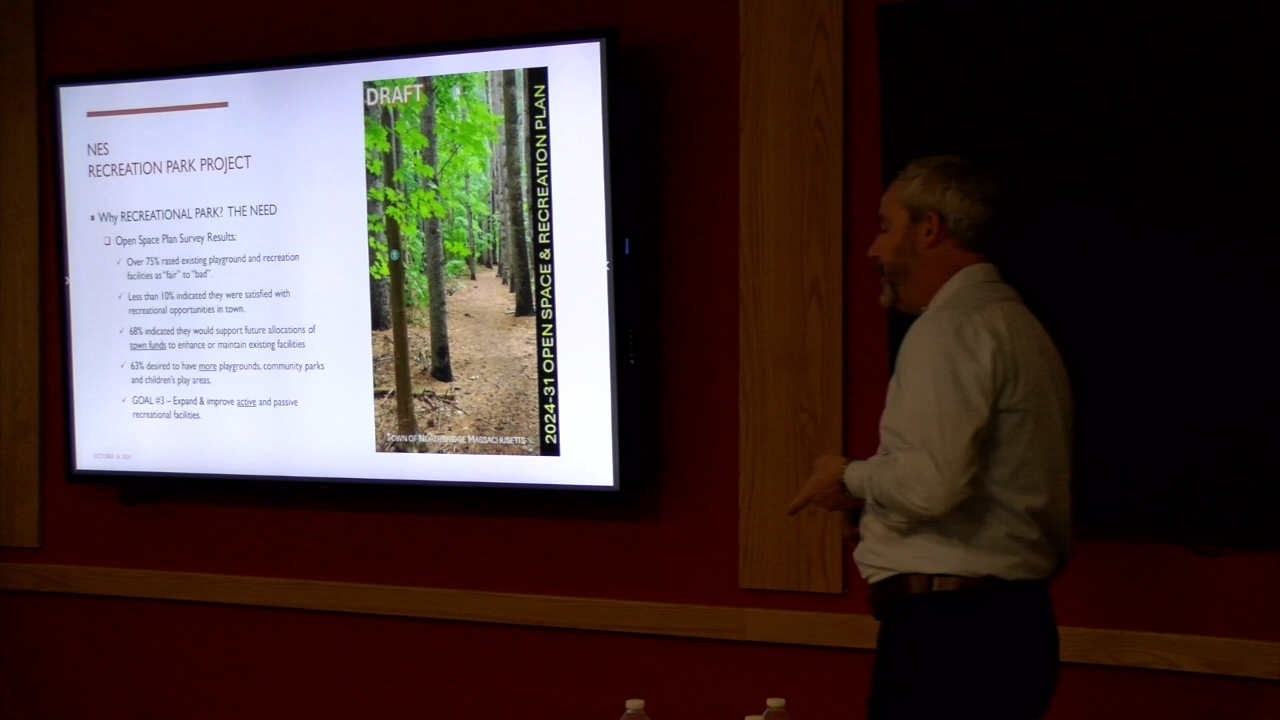 NES
RECREATION PARK PROJECT
Why RECREATIONAL PARK? THE NEED
Open Space Plan Survey Results:
Over 75% rated existing playground and recreation
facilities as "fair" to "bad".
Less than 10% indicated they were satisfied with
recreational opportunities in town.
68% indicated they would support future allocations of
town funds to enhance or maintain existing facilities
63% desired to have more playgrounds, community parks
and children's play areas.
GOAL #3 – Expand & improve active and passive
recreational facilities.
DRAFT
2024-31 OPEN SPACE & RECREATION PLAN
TOWN OF NORTHBRIDGE MASSACHUSETTS